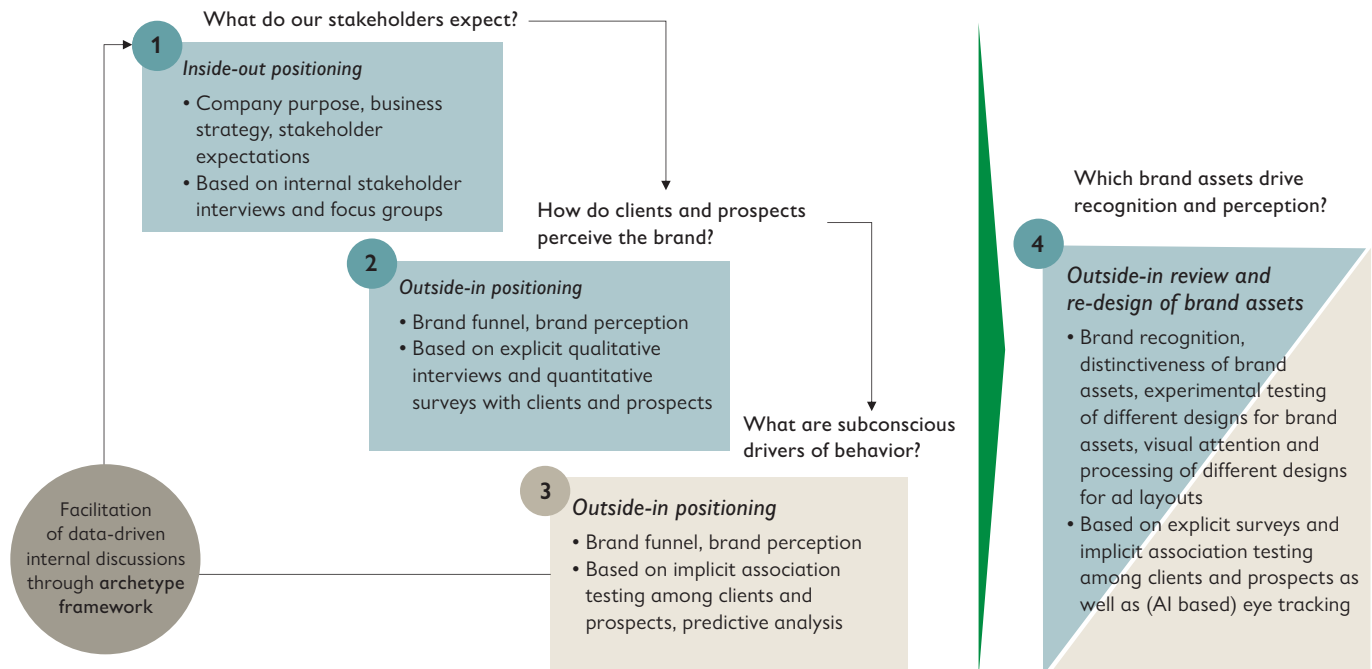 What do our stakeholders expect?
1
Inside-out positioning
• Company purpose, business
strategy, stakeholder
expectations
• Based on internal stakeholder
interviews and focus groups
How do clients and prospects
perceive the brand?
2
Outside-in positioning
• Brand funnel, brand perception
• Based on explicit qualitative
interviews and quantitative
surveys with clients and prospects
What are subconscious
drivers of behavior?
3
Outside-in positioning
• Brand funnel, brand perception
• Based on implicit association
testing among clients and
prospects, predictive analysis
Facilitation
of data-driven
internal discussions
through archetype
framework
Which brand assets drive
recognition and perception?
4
Outside-in review and
re-design of brand assets
• Brand recognition,
distinctiveness of brand
assets, experimental testing
of different designs for brand
assets, visual attention and
processing of different designs
for ad layouts
• Based on explicit surveys and
implicit association testing
among clients and prospects as
well as (AI based) eye tracking